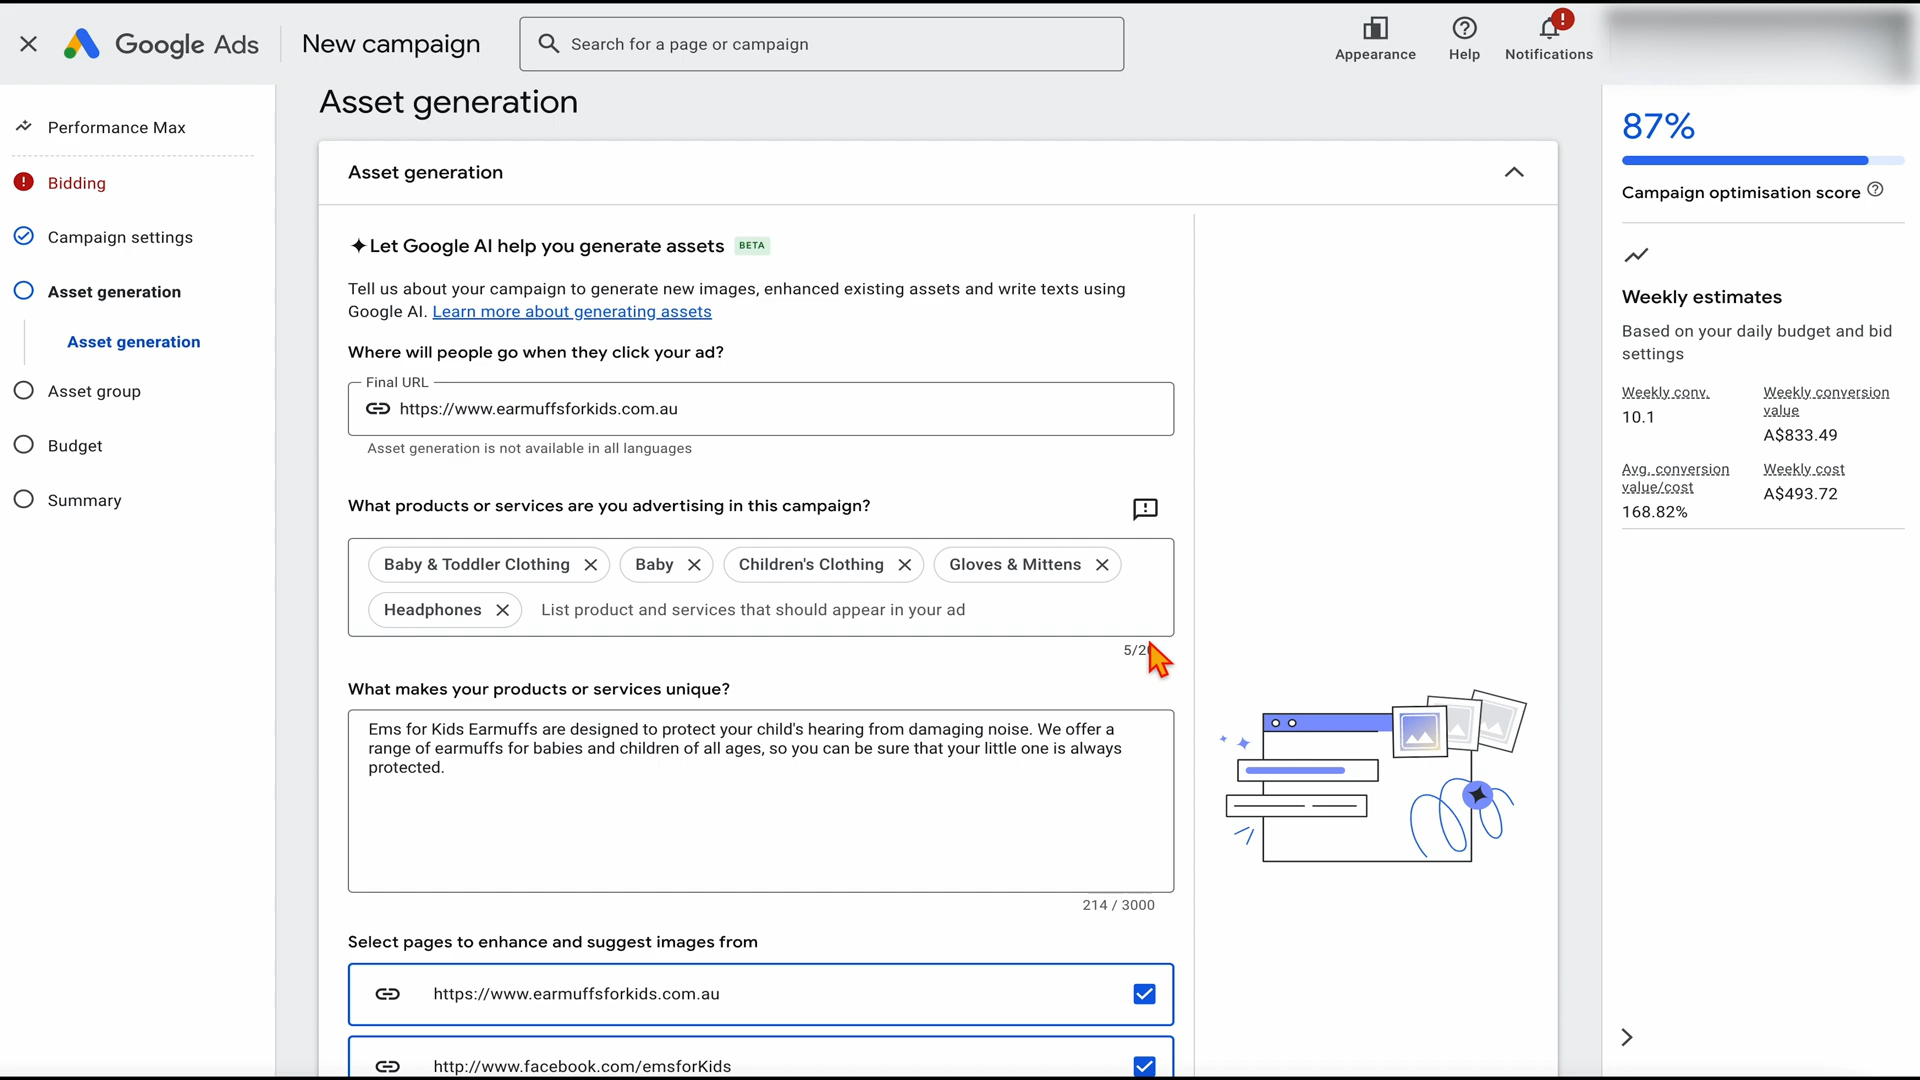 Google Ads
New campaign
Search for a page or campaign
Appearance
Help
!
Notifications
Performance Max
! Bidding
Campaign settings
Asset generation
Asset generation
Asset group
Budget
Summary
Asset generation
Asset generation
Let Google AI help you generate assets BETA
Tell us about your campaign to generate new images, enhanced existing assets and write texts using
Google AI. Learn more about generating assets
Where will people go when they click your ad?
Final URL
https://www.earmuffsforkids.com.au
Asset generation is not available in all languages
What products or services are you advertising in this campaign?
Baby & Toddler Clothing
Baby
Children's Clothing
Gloves & Mittens
Headphones
List product and services that should appear in your ad
What makes your products or services unique?
Ems for Kids Earmuffs are designed to protect your child's hearing from damaging noise. We offer a
range of earmuffs for babies and children of all ages, so you can be sure that your little one is always
protected.
214 / 3000
Select pages to enhance and suggest images from
https://www.earmuffsforkids.com.au
http://www.facebook.com/emsforKids
87%
Campaign optimisation score
Weekly estimates
Based on your daily budget and bid
settings
Weekly conv.
10.1
Weekly conversion
value
A$833.49
Avg. conversion
value/cost
168.82%
Weekly cost
A$493.72